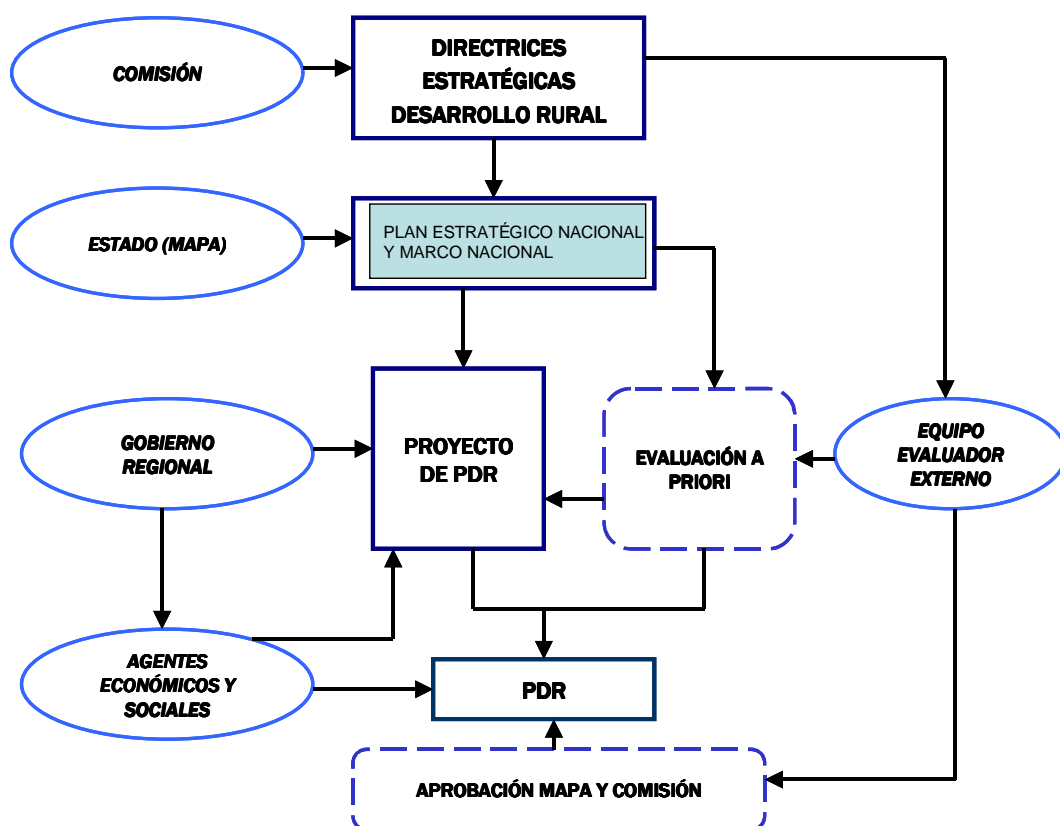 COMISIÓN
DIRECTRICES
ESTRATÉGICAS
DESARROLLO RURAL
ESTADO (MAPA)
PLAN ESTRATÉGICO NACIONAL
Y MARCO NACIONAL
GOBIERNO
REGIONAL
PROYECTO
DE PDR
EVALUACIÓN A
PRIORI
EQUIPO
EVALUADOR
EXTERNO
AGENTES
ECONÓMICOS Y
SOCIALES
PDR
APROBACIÓN MAPA Y COMISIÓN